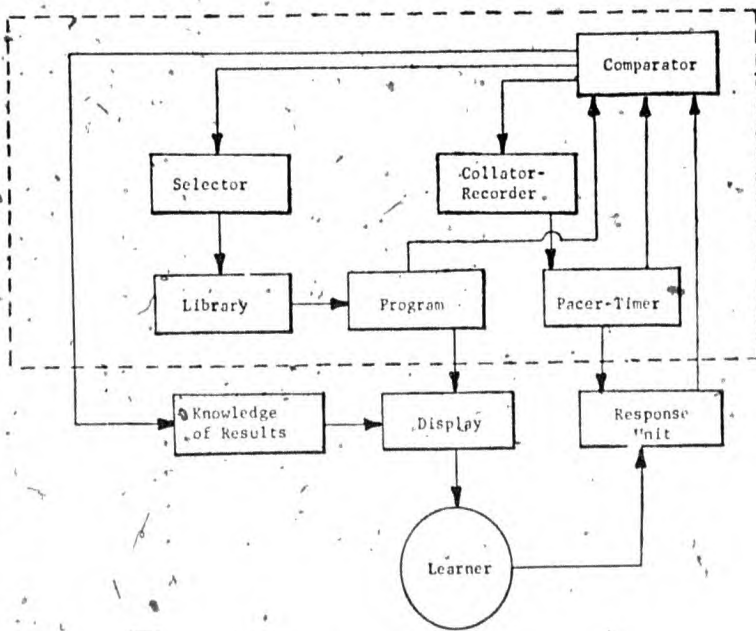 Comparator
Selector
Collator-
Recorder
Library
Program
Pacer-Timer
Knowledge
of Results
Display
Response
Unit
Learner